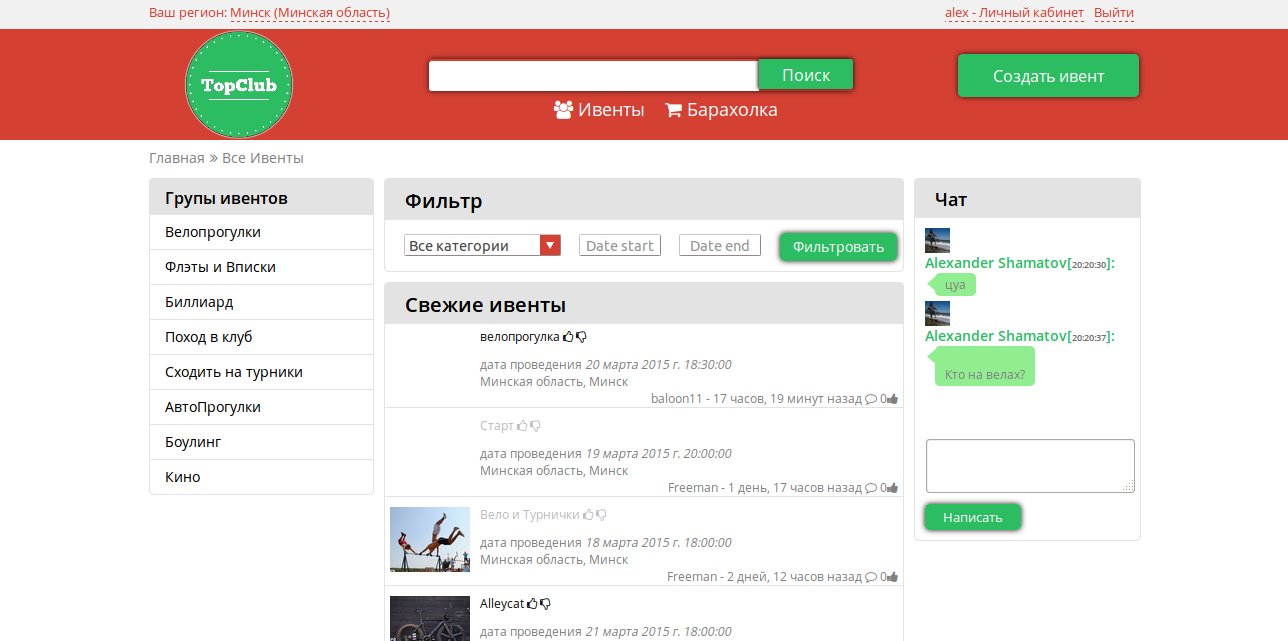 Ваш регион: Минск (Минская область)
alex - Личный кабинет Выйти
TopClub
Поиск
Создать ивент
Ивенты Барахолка
Главная » Все Ивенты
Групы ивентов
Велопрогулки
Флэты и Вписки
Биллиард
Поход в клуб
Сходить на турники
АвтоПрогулки
Боулинг
Кино
Фильтр
Все категории Date start Date end Фильтровать
Свежие ивенты
велопрогулка
дата проведения 20 марта 2015 г. 18:30:00
Минская область, Минск
baloon11 - 17 часов, 19 минут назад 0
Старт
дата проведения 19 марта 2015 г. 20:00:00
Минская область, Минск
Freeman - 1 день, 17 часов назад 0
Вело и Турнички
дата проведения 18 марта 2015 г. 18:00:00
Минская область, Минск
Freeman - 2 дней, 12 часов назад 0
Alleycat
дата проведения 21 марта 2015 г. 18:00:00
Чат
Alexander Shamatov[20:20:30]:
цуа
Alexander Shamatov[20:20:37]:
Кто на велах?
Написать